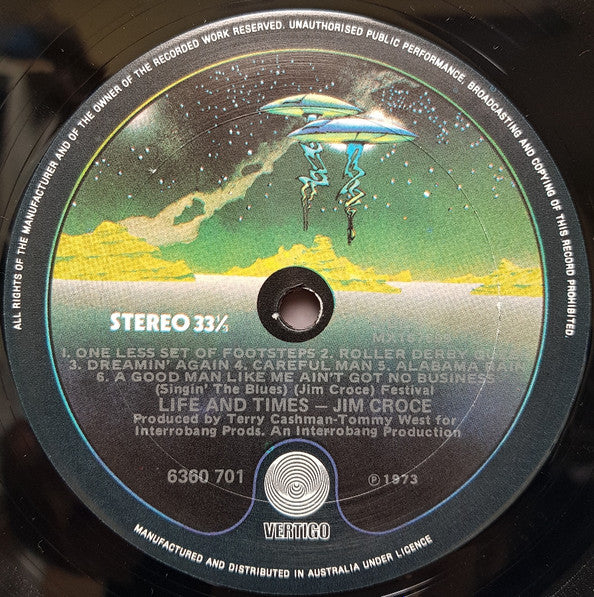 ALL RIGHTS OF THE MANUFACTURER AND OF THE OWNER OF THE RECORDED WORK RESERVED. UNAUTHORISED PUBLIC PERFORMANCE, BROADCASTING AND COPYING OF THIS RECORD PROHIBITED.
STEREO 33⅓
1. ONE LESS SET OF FOOTSTEPS 2. ROLLER DERBY
3. DREAMIN' AGAIN 4. CAREFUL MAN 5. ALABAMA RAIN
6. A GOOD MAN LIKE ME AIN'T GOT NO BUSINESS
(Singin' The Blues) (Jim Croce) Festival
LIFE AND TIMES — JIM CROCE
Produced by Terry Cashman-Tommy West for
Interrobang Prods. An Interrobang Production
6360 701
℗ 1973
VERTIGO
MANUFACTURED AND DISTRIBUTED IN AUSTRALIA UNDER LICENCE